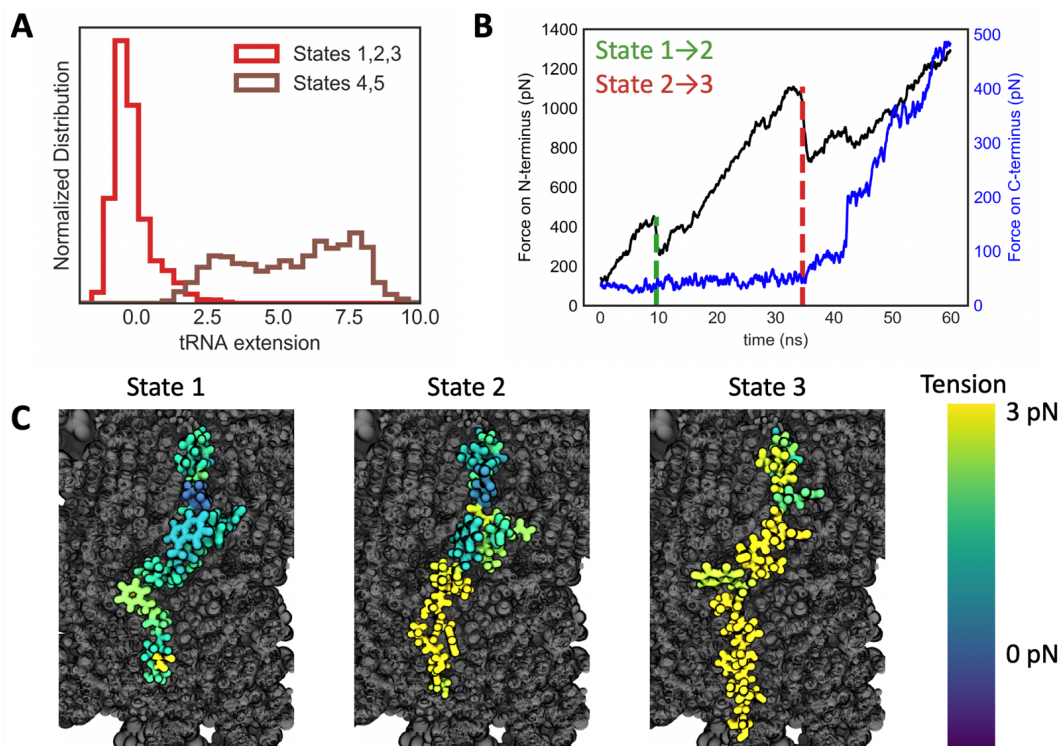 A
Normalized Distribution
States 1,2,3
States 4,5
0.0 2.5 5.0 7.5 10.0
tRNA extension
B
Force on N-terminus (pN)
1400
1200
1000
800
600
400
200
0
State 1→2
State 2→3
500
400
300
200
100
0
Force on C-terminus (pN)
0 10 20 30 40 50 60
time (ns)
C
State 1
State 2
State 3
Tension
3 pN
0 pN